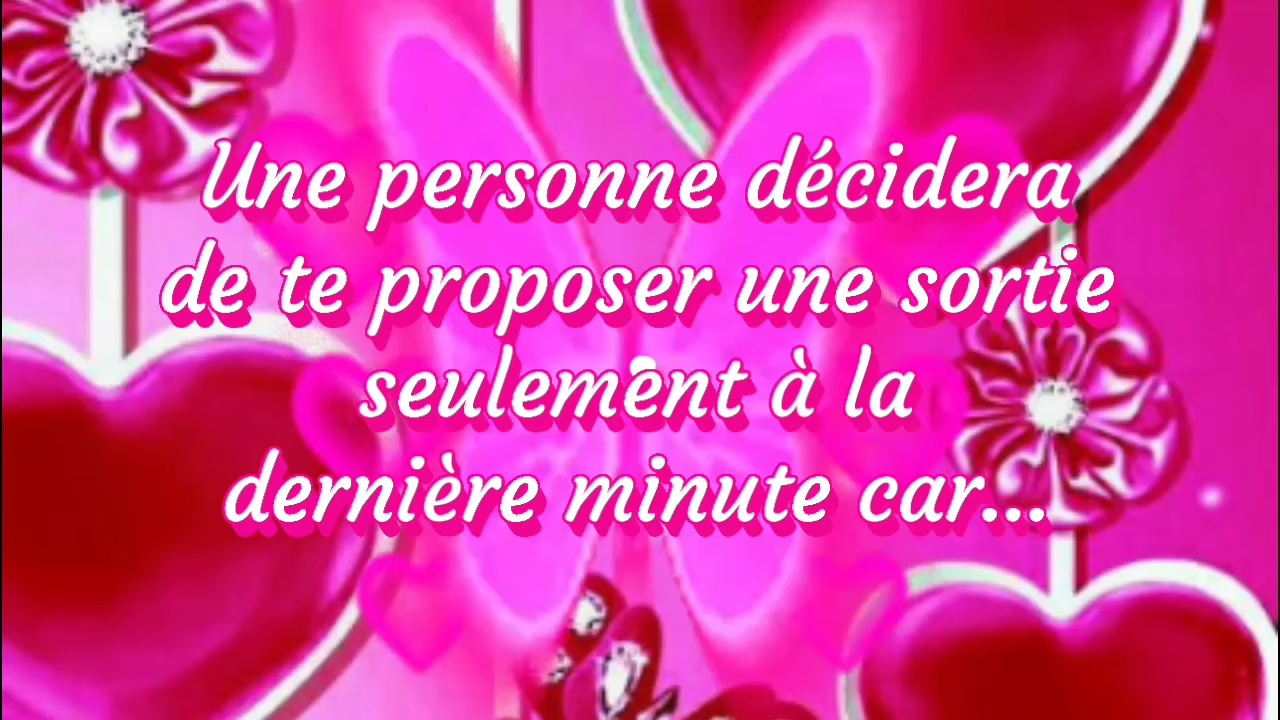 Une personne décidera
de te proposer une sortie
seulement à la
dernière minute car...